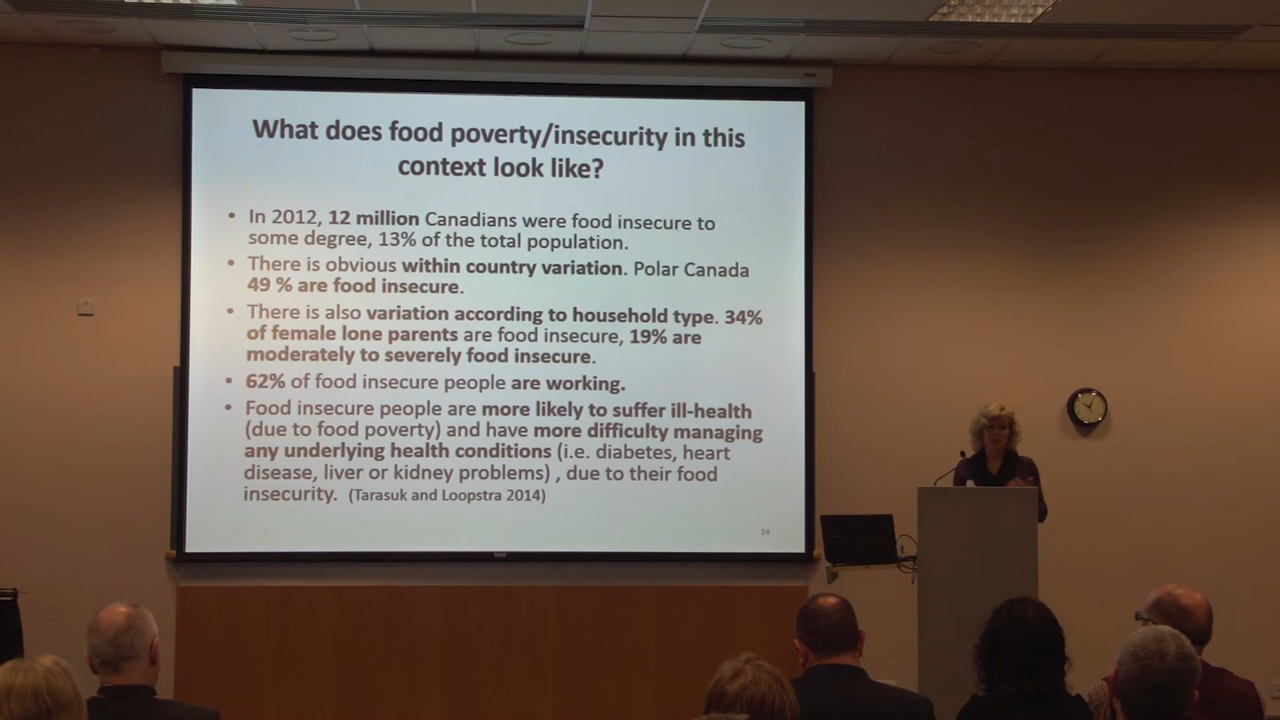 What does food poverty/insecurity in this
context look like?
• In 2012, 12 million Canadians were food insecure to
some degree, 13% of the total population.
• There is obvious within country variation. Polar Canada
49 % are food insecure.
• There is also variation according to household type. 34%
of female lone parents are food insecure, 19% are
moderately to severely food insecure.
• 62% of food insecure people are working.
• Food insecure people are more likely to suffer ill-health
(due to food poverty) and have more difficulty managing
any underlying health conditions (i.e. diabetes, heart
disease, liver or kidney problems) , due to their food
insecurity. (Tarasuk and Loopstra 2014)
24